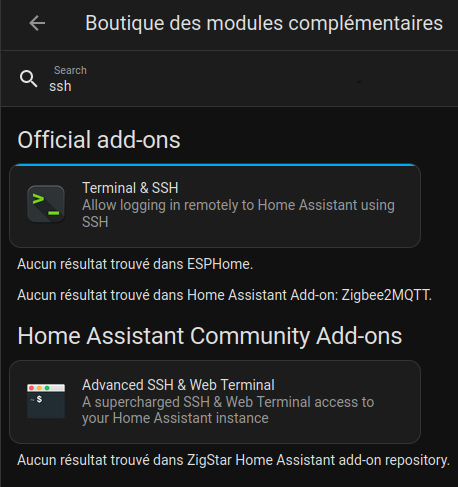 Boutique des modules complémentaires
Search
ssh
Official add-ons
>_
Terminal & SSH
Allow logging in remotely to Home Assistant using
SSH
Aucun résultat trouvé dans ESPHome.
Aucun résultat trouvé dans Home Assistant Add-on: Zigbee2MQTT.
Home Assistant Community Add-ons
~ $
Advanced SSH & Web Terminal
A supercharged SSH & Web Terminal access to
your Home Assistant instance
Aucun résultat trouvé dans ZigStar Home Assistant add-on repository.